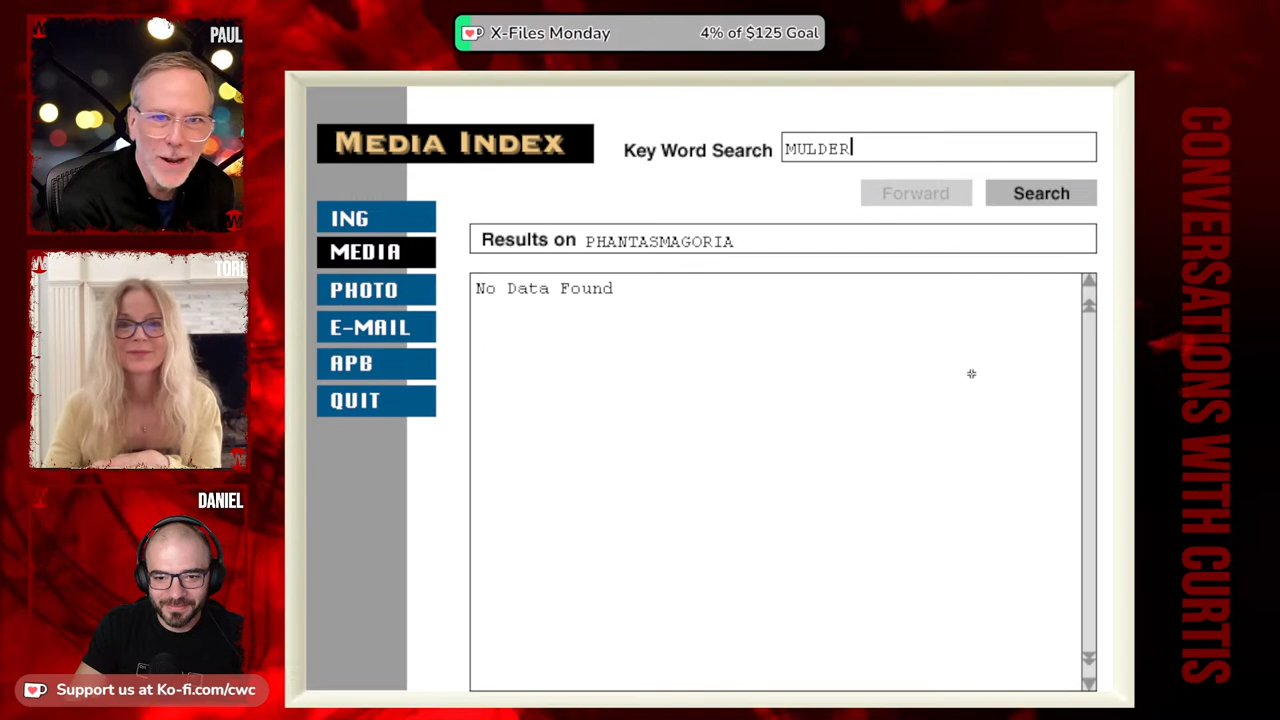 PAUL
X-Files Monday
4% of $125 Goal
MEDIA INDEX
Key Word Search
MULDER
Forward
Search
ING
MEDIA
PHOTO
E-MAIL
APB
QUIT
Results on PHANTASMAGORIA
No Data Found
TORI
DANIEL
Support us at Ko-fi.com/cwc
CONVERSATIONS WITH CURTIS